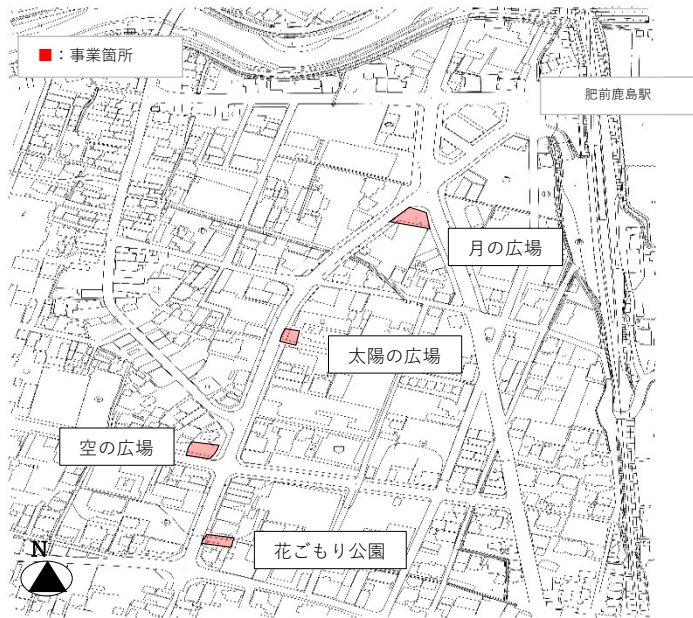 ■：事業箇所
肥前鹿島駅
月の広場
太陽の広場
空の広場
花ごもり公園
N